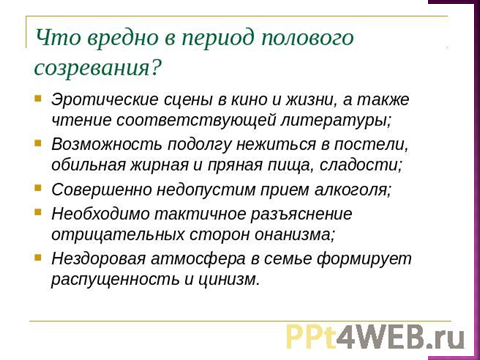 Что вредно в период полового
созревания?
Эротические сцены в кино и жизни, а также
чтение соответствующей литературы;
Возможность подолгу нежиться в постели,
обильная жирная и пряная пища, сладости;
Совершенно недопустим прием алкоголя;
Необходимо тактичное разъяснение
отрицательных сторон онанизма;
Нездоровая атмосфера в семье формирует
распущенность и цинизм.
PPt4WEB.ru